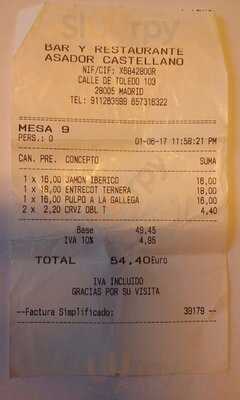 BAR Y RESTAURANTE
ASADOR CASTELLANO
NIF/CIF: X6842800R
CALLE DE TOLEDO 103
28005 MADRID
TEL: 911283599 657318322
MESA 9
PERS.: 0 01-06-17 11:58:21 PM
CAN. PRE. CONCEPTO SUMA
1 x 16,00 JAMON IBERICO 16,00
1 x 18,00 ENTRECOT TERNERA 18,00
1 x 16,00 PULPO A LA GALLEGA 16,00
2 x 2,20 CRVZ DBL T 4,40
Base 49,45
IVA 10% 4,95
TOTAL 54,40Euro
IVA INCLUIDO
GRACIAS POR SU VISITA
--Factura Simplificado: 39179 --